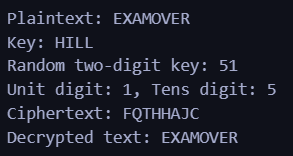 Plaintext: EXAMOVER
Key: HILL
Random two-digit key: 51
Unit digit: 1, Tens digit: 5
Ciphertext: FQTHHAJC
Decrypted text: EXAMOVER